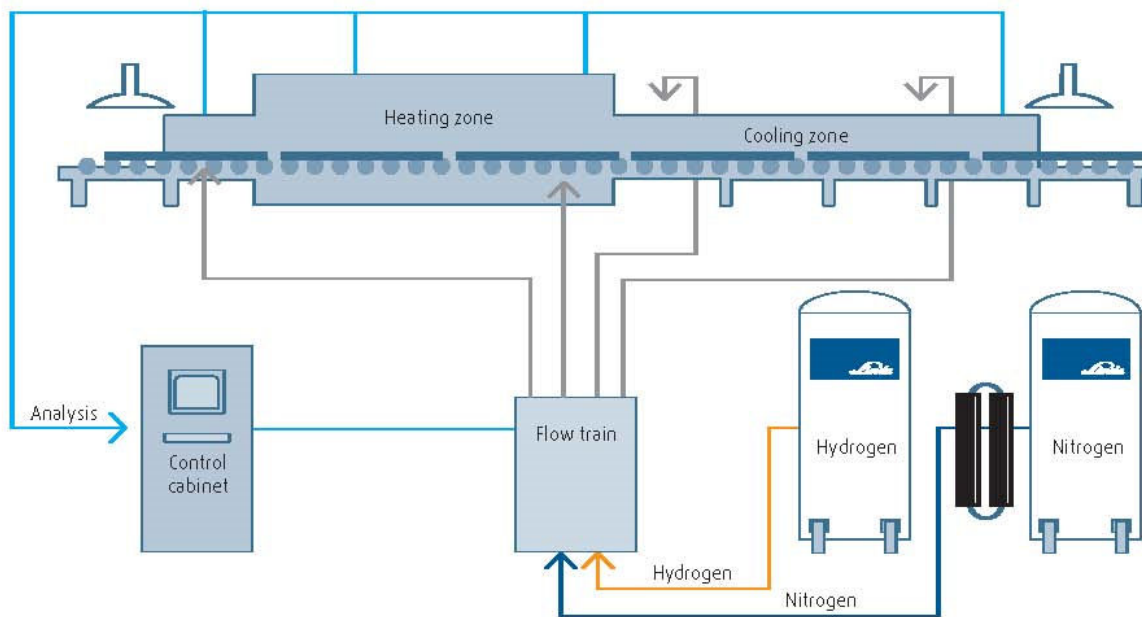 Heating zone
Cooling zone
Analysis
Control
cabinet
Flow train
Hydrogen
Nitrogen
Hydrogen
Nitrogen